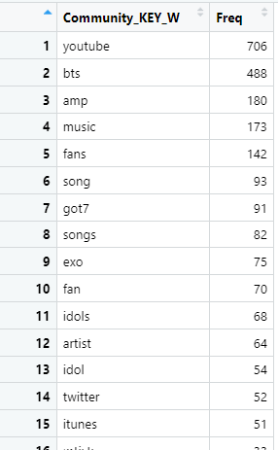 Community_KEY_W Freq
1 youtube 706
2 bts 488
3 amp 180
4 music 173
5 fans 142
6 song 93
7 got7 91
8 songs 82
9 exo 75
10 fan 70
11 idols 68
12 artist 64
13 idol 54
14 twitter 52
15 itunes 51